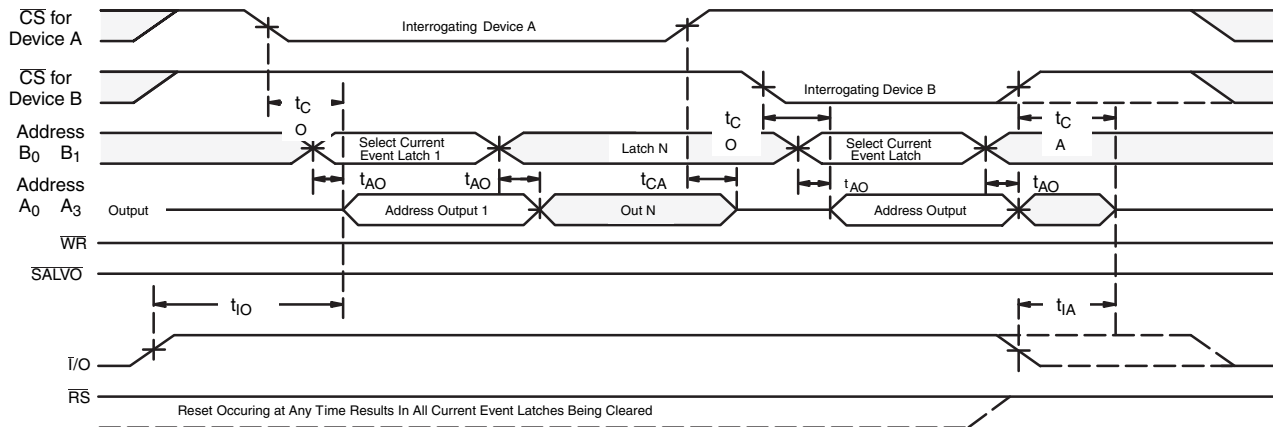 CS for
Device A
Interrogating Device A
CS for
Device B
Interrogating Device B
tC
O
tC
O
tC
A
Address
B0 B1
Select Current
Event Latch 1
Latch N
Select Current
Event Latch
tAO
tAO
tCA
tAO
tAO
Address
A0 A3
Output
Address Output 1
Out N
Address Output
WR
SALVO
tIO
tIA
I/O
RS
Reset Occuring at Any Time Results In All Current Event Latches Being Cleared